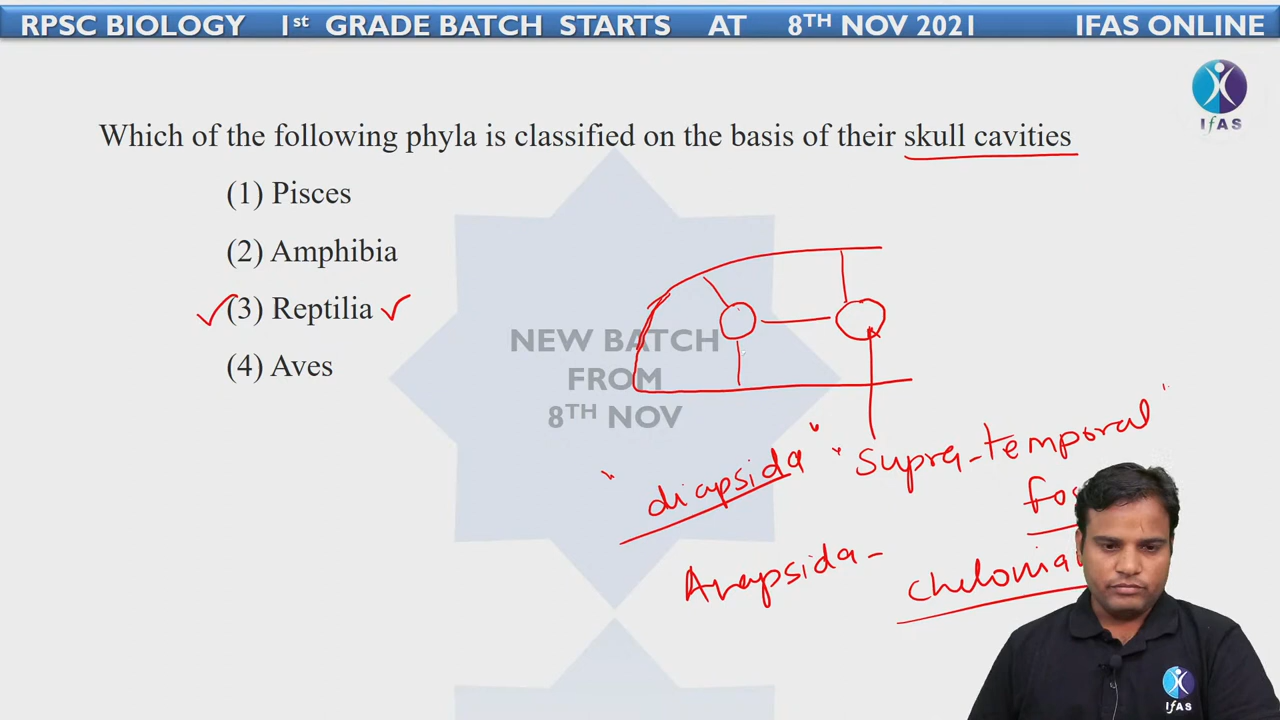 RPSC BIOLOGY 1st GRADE BATCH STARTS AT 8TH NOV 2021 IFAS ONLINE
IfAS
Which of the following phyla is classified on the basis of their skull cavities
(1) Pisces
(2) Amphibia
(3) Reptilia
(4) Aves
NEW BATCH
FROM
8TH NOV
"diapsida" "Supra-temporal"
Anapsida - chelonia
IfAS